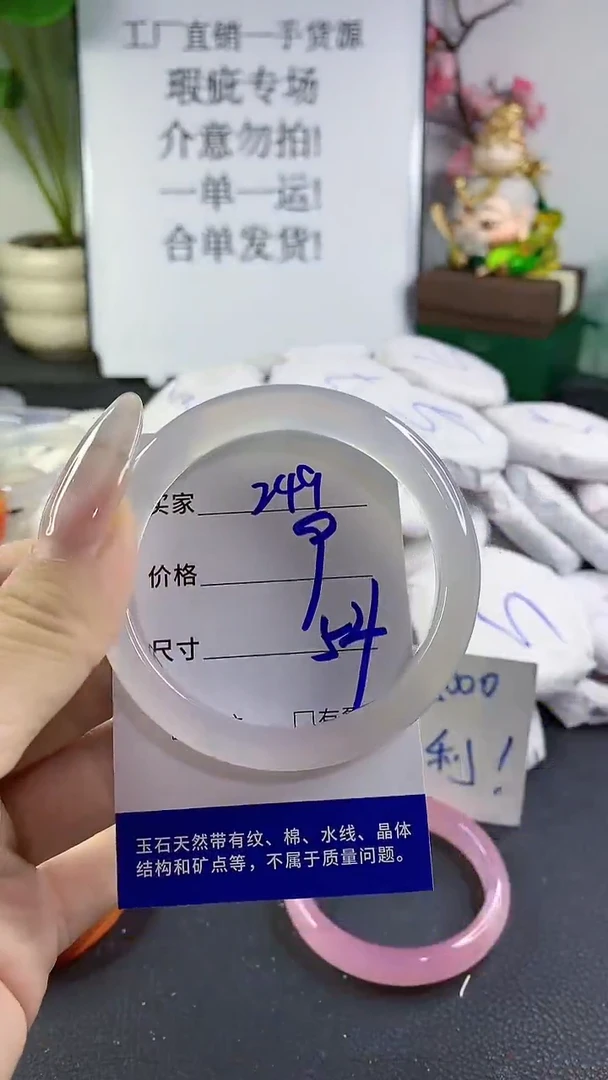 工厂直销一手货源
瑕疵专场
介意勿拍!
一单一运!
合单发货!
买家 249
价格
尺寸 54
有
000
利!
玉石天然带有纹、棉、水线、晶体
结构和矿点等，不属于质量问题。